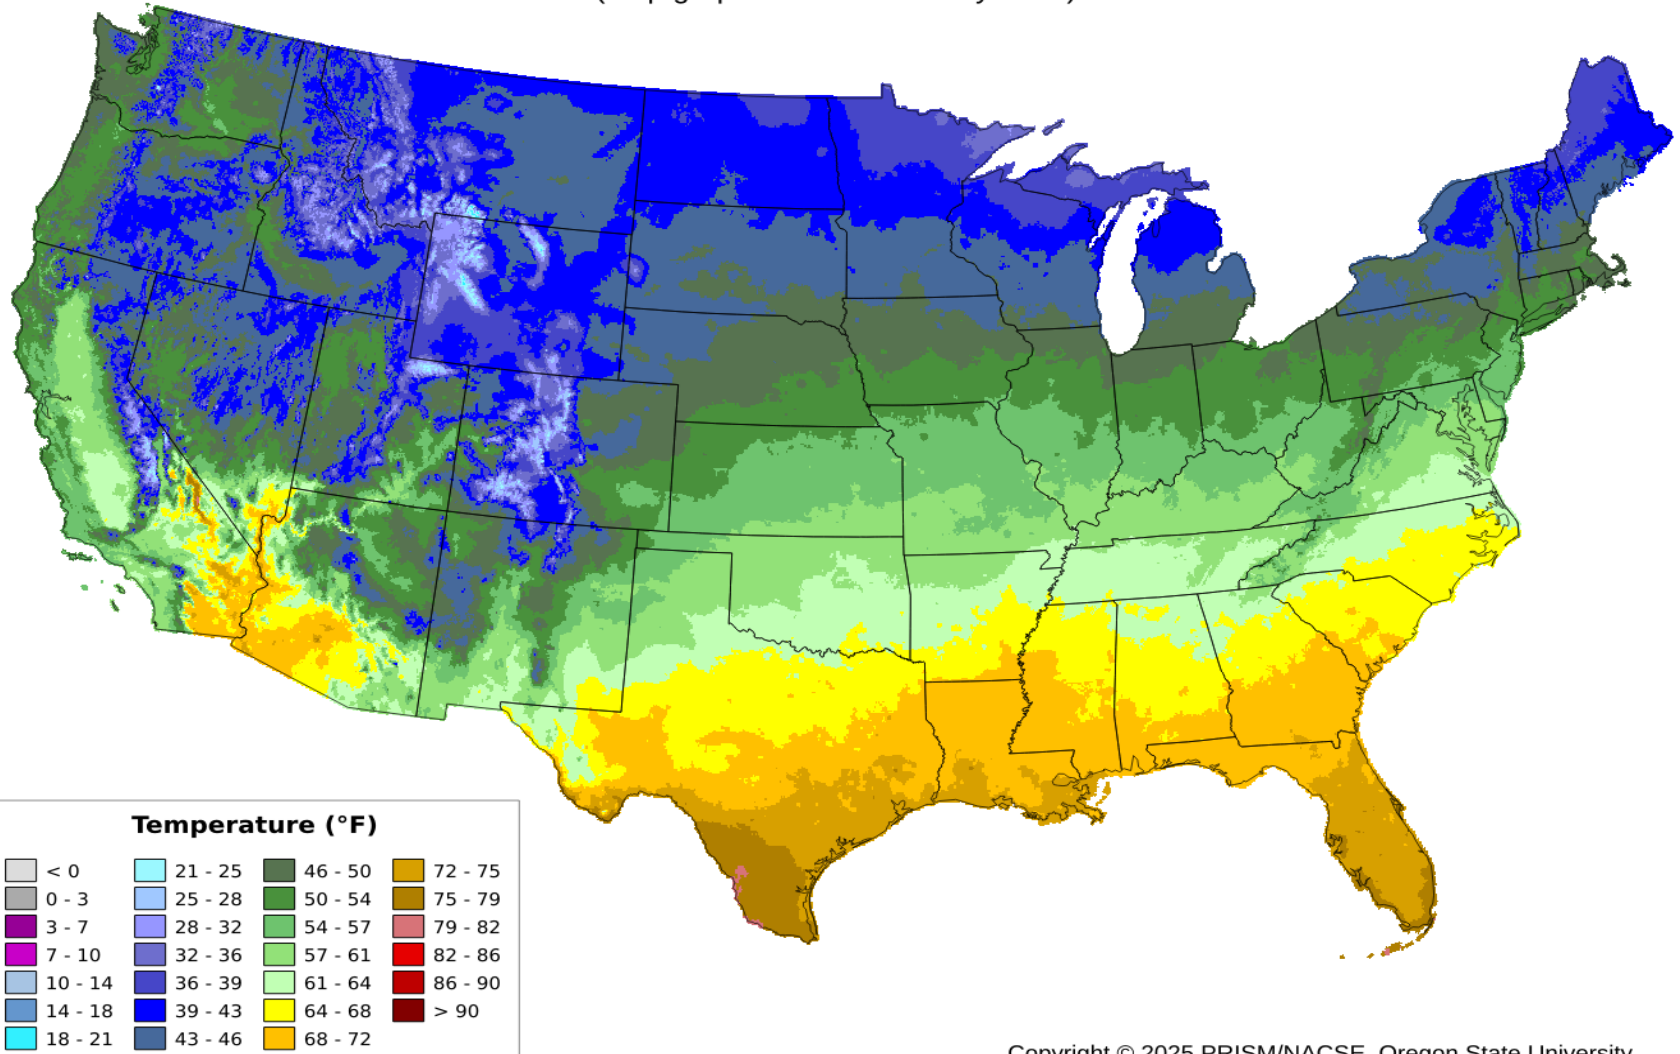 Temperature (°F)
< 0
0 - 3
3 - 7
7 - 10
10 - 14
14 - 18
18 - 21
21 - 25
25 - 28
28 - 32
32 - 36
36 - 39
39 - 43
43 - 46
46 - 50
50 - 54
54 - 57
57 - 61
61 - 64
64 - 68
68 - 72
72 - 75
75 - 79
79 - 82
82 - 86
86 - 90
> 90
Copyright © 2025 PRISM/NACSE, Oregon State University